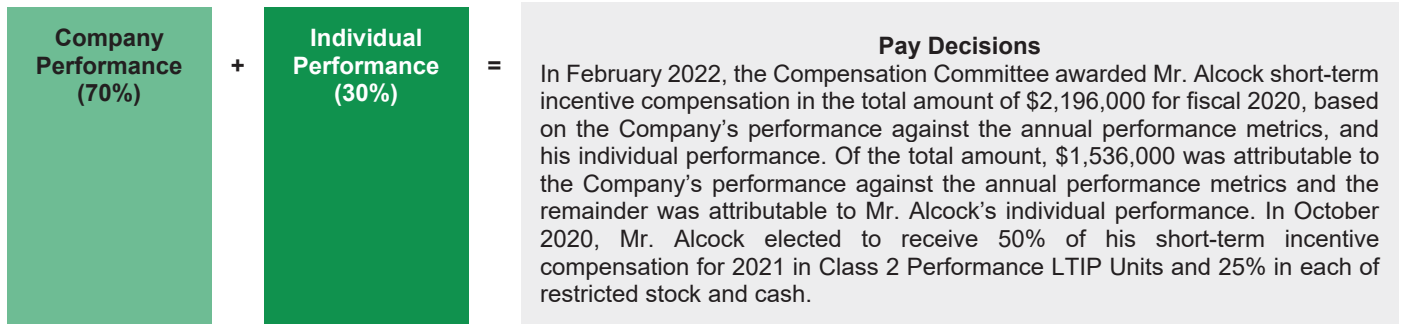 Company
Performance
(70%)
+
Individual
Performance
(30%)
=
Pay Decisions
In February 2022, the Compensation Committee awarded Mr. Alcock short-term
incentive compensation in the total amount of $2,196,000 for fiscal 2020, based
on the Company’s performance against the annual performance metrics, and
his individual performance. Of the total amount, $1,536,000 was attributable to
the Company’s performance against the annual performance metrics and the
remainder was attributable to Mr. Alcock’s individual performance. In October
2020, Mr. Alcock elected to receive 50% of his short-term incentive
compensation for 2021 in Class 2 Performance LTIP Units and 25% in each of
restricted stock and cash.